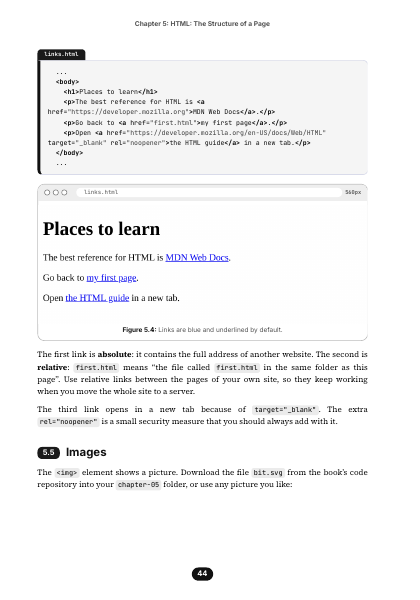 Chapter 5: HTML: The Structure of a Page
links.html
...
<body>
<h1>Places to learn</h1>
<p>The best reference for HTML is <a
href="https://developer.mozilla.org">MDN Web Docs</a>.</p>
<p>Go back to <a href="first.html">my first page</a>.</p>
<p>Open <a href="https://developer.mozilla.org/en-US/docs/Web/HTML"
target="_blank" rel="noopener">the HTML guide</a> in a new tab.</p>
</body>
...
links.html
560px
Places to learn
The best reference for HTML is MDN Web Docs.
Go back to my first page.
Open the HTML guide in a new tab.
Figure 5.4: Links are blue and underlined by default.
The first link is absolute: it contains the full address of another website. The second is
relative: first.html means “the file called first.html in the same folder as this
page”. Use relative links between the pages of your own site, so they keep working
when you move the whole site to a server.
The third link opens in a new tab because of target="_blank". The extra
rel="noopener" is a small security measure that you should always add with it.
5.5 Images
The <img> element shows a picture. Download the file bit.svg from the book’s code
repository into your chapter-05 folder, or use any picture you like:
44